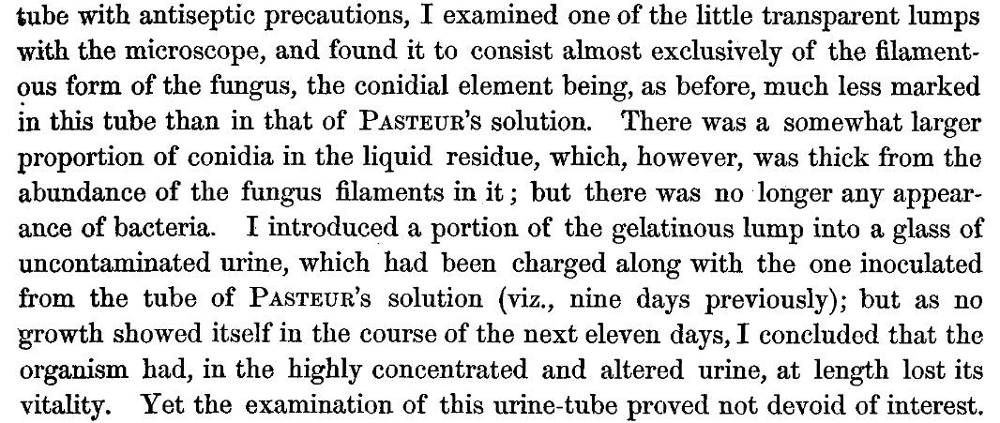 tube with antiseptic precautions, I examined one of the little transparent lumps
with the microscope, and found it to consist almost exclusively of the filament-
ous form of the fungus, the conidial element being, as before, much less marked
in this tube than in that of PASTEUR'S solution. There was a somewhat larger
proportion of conidia in the liquid residue, which, however, was thick from the
abundance of the fungus filaments in it; but there was no longer any appear-
ance of bacteria. I introduced a portion of the gelatinous lump into a glass of
uncontaminated urine, which had been charged along with the one inoculated
from the tube of PASTEUR'S solution (viz., nine days previously); but as no
growth showed itself in the course of the next eleven days, I concluded that the
organism had, in the highly concentrated and altered urine, at length lost its
vitality. Yet the examination of this urine-tube proved not devoid of interest.